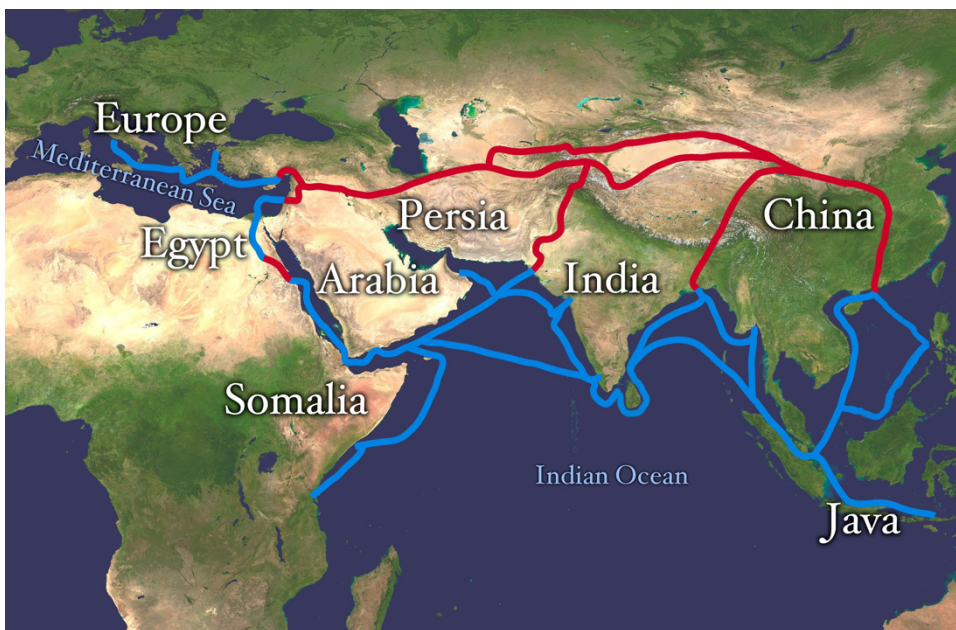 Europe
Mediterranean Sea
Egypt
Persia
China
Arabia
India
Somalia
Indian Ocean
Java